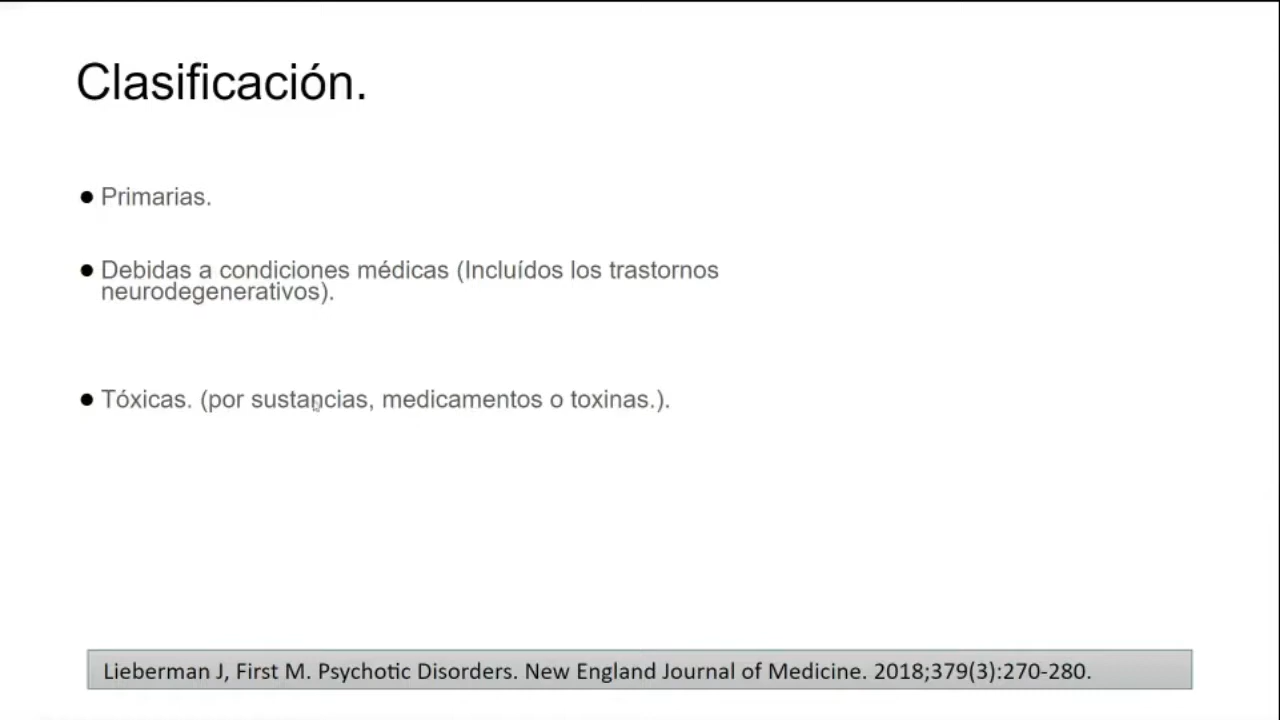 Clasificación.
● Primarias.
● Debidas a condiciones médicas (Incluídos los trastornos
neurodegenerativos).
● Tóxicas. (por sustancias, medicamentos o toxinas.).
Lieberman J, First M. Psychotic Disorders. New England Journal of Medicine. 2018;379(3):270-280.